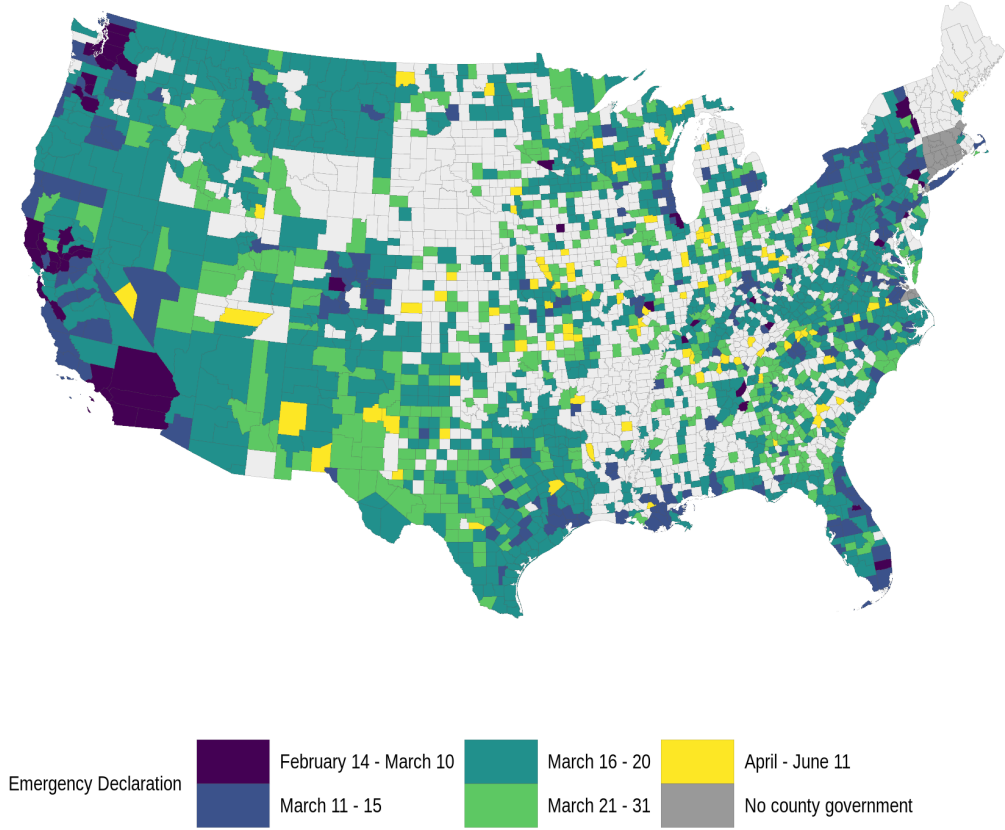 Emergency Declaration
February 14 - March 10
March 11 - 15
March 16 - 20
March 21 - 31
April - June 11
No county government